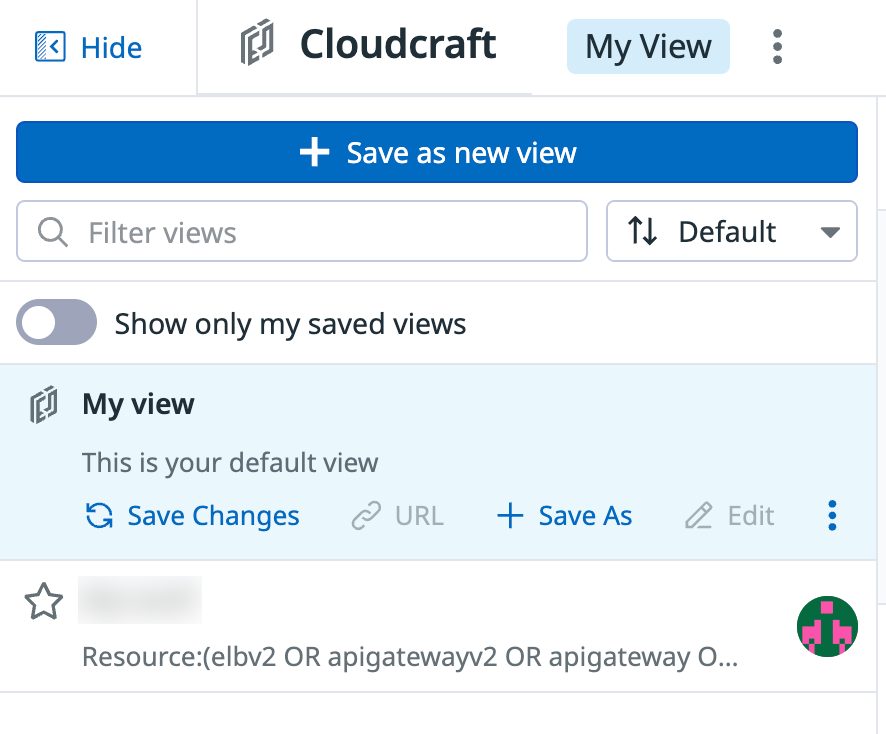 Hide
Cloudcraft
My View
Save as new view
Filter views
Default
Show only my saved views
My view
This is your default view
Save Changes
URL
Save As
Edit
Resource:(elbv2 OR apigatewayv2 OR apigateway O...